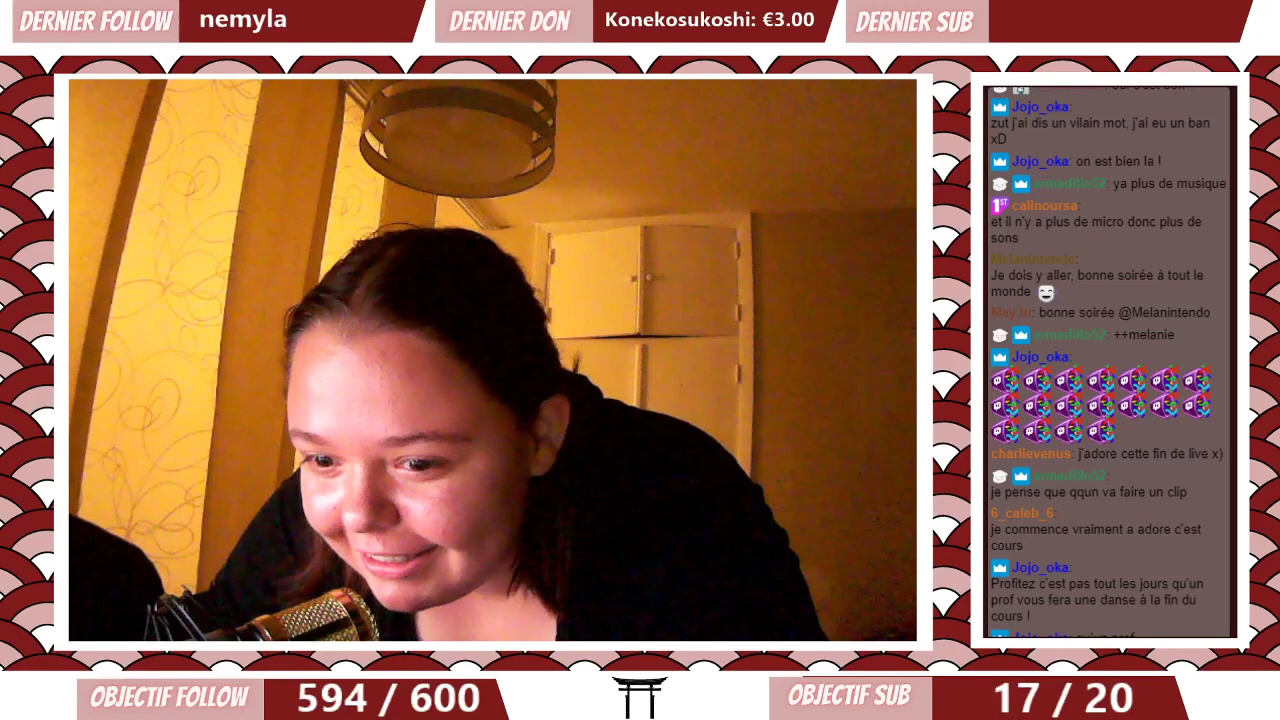 DERNIER FOLLOW nemyla DERNIER DON Konekosukoshi: €3.00 DERNIER SUB
Jojo_oka:
zut j'ai dis un vilain mot, j'ai eu un ban
xD
Jojo_oka: on est bien la !
armadillo52: ya plus de musique
1ST calinoursa:
et il n'y a plus de micro donc plus de
sons
Melanintendo:
Je dois y aller, bonne soirée à tout le
monde
bonne soirée @Melanintendo
armadillo52: ++melanie
Jojo_oka:
charlievenus: j'adore cette fin de live x)
armadillo52:
je pense que qqun va faire un clip
6_caleb_6:
je commence vraiment a adore c'est
cours
Jojo_oka:
Profitez c'est pas tout les jours qu'un
prof vous fera une danse à la fin du
cours !
OBJECTIF FOLLOW 594 / 600 OBJECTIF SUB 17 / 20